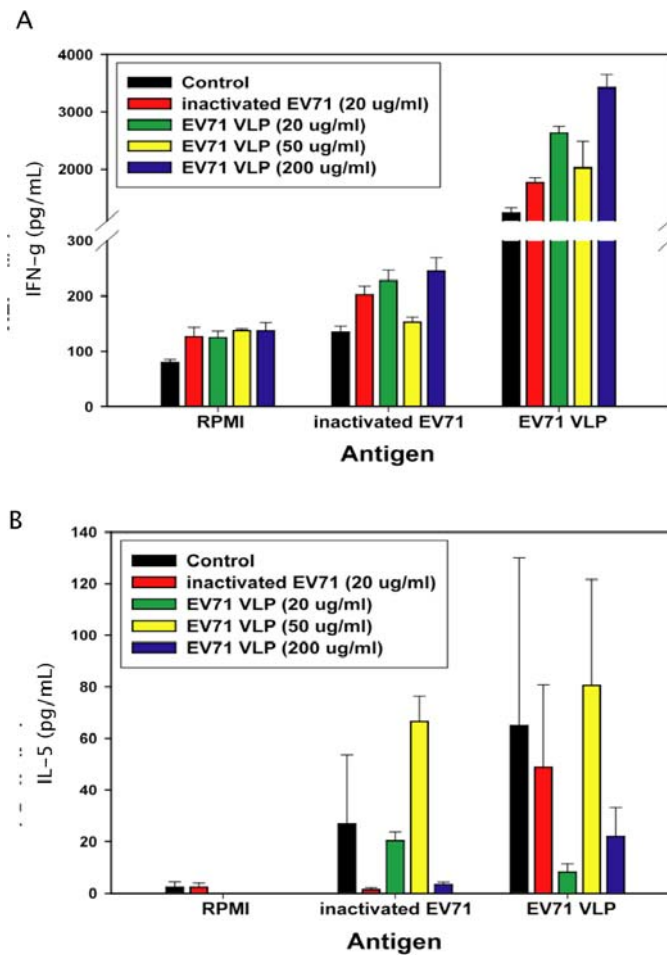 A
4000
3000
2000
300
200
100
0
IFN-g (pg/mL)
Control
inactivated EV71 (20 ug/ml)
EV71 VLP (20 ug/ml)
EV71 VLP (50 ug/ml)
EV71 VLP (200 ug/ml)
RPMI inactivated EV71 EV71 VLP
Antigen
B
140
120
100
80
60
40
20
0
IL-5 (pg/mL)
Control
inactivated EV71 (20 ug/ml)
EV71 VLP (20 ug/ml)
EV71 VLP (50 ug/ml)
EV71 VLP (200 ug/ml)
RPMI inactivated EV71 EV71 VLP
Antigen